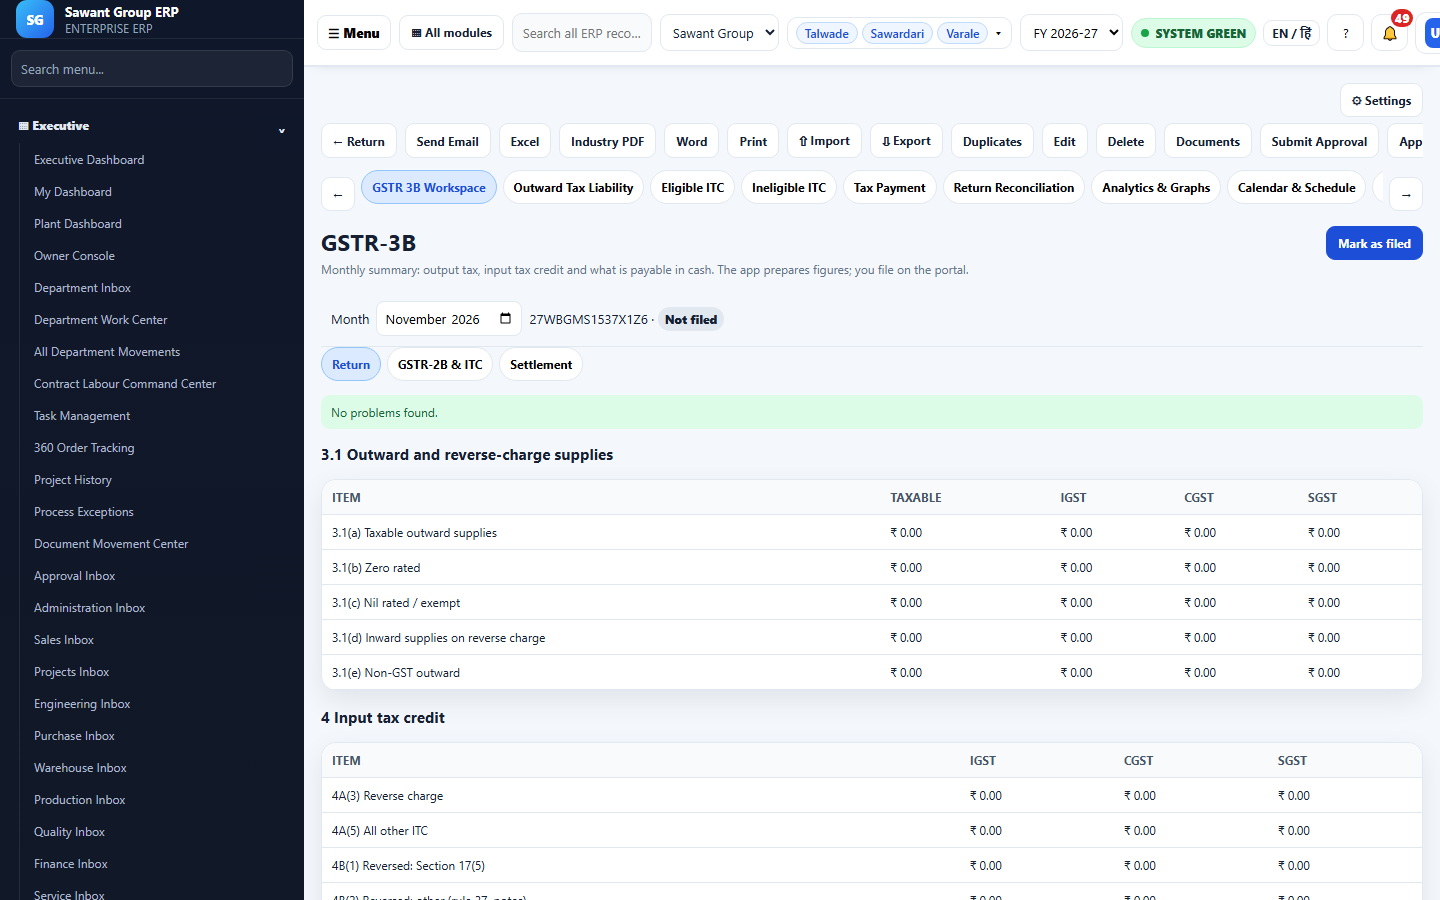 SG
Sawant Group ERP
ENTERPRISE ERP
Search menu...
Executive
Executive Dashboard
My Dashboard
Plant Dashboard
Owner Console
Department Inbox
Department Work Center
All Department Movements
Contract Labour Command Center
Task Management
360 Order Tracking
Project History
Process Exceptions
Document Movement Center
Approval Inbox
Administration Inbox
Sales Inbox
Projects Inbox
Engineering Inbox
Purchase Inbox
Warehouse Inbox
Production Inbox
Quality Inbox
Finance Inbox
Service Inbox
☰ Menu
All modules
Search all ERP reco...
Sawant Group
Talwade Sawardari Varale
FY 2026-27
SYSTEM GREEN
EN / हिं
?
49
U
⚙ Settings
← Return
Send Email
Excel
Industry PDF
Word
Print
⇧ Import
⇩ Export
Duplicates
Edit
Delete
Documents
Submit Approval
App
←
GSTR 3B Workspace
Outward Tax Liability
Eligible ITC
Ineligible ITC
Tax Payment
Return Reconciliation
Analytics & Graphs
Calendar & Schedule
→
GSTR-3B
Mark as filed
Monthly summary: output tax, input tax credit and what is payable in cash. The app prepares figures; you file on the portal.
Month November 2026 27WBGMS1537X1Z6 · Not filed
Return GSTR-2B & ITC Settlement
No problems found.
3.1 Outward and reverse-charge supplies
ITEM TAXABLE IGST CGST SGST
3.1(a) Taxable outward supplies ₹ 0.00 ₹ 0.00 ₹ 0.00 ₹ 0.00
3.1(b) Zero rated ₹ 0.00 ₹ 0.00 ₹ 0.00 ₹ 0.00
3.1(c) Nil rated / exempt ₹ 0.00 ₹ 0.00 ₹ 0.00 ₹ 0.00
3.1(d) Inward supplies on reverse charge ₹ 0.00 ₹ 0.00 ₹ 0.00 ₹ 0.00
3.1(e) Non-GST outward ₹ 0.00 ₹ 0.00 ₹ 0.00 ₹ 0.00
4 Input tax credit
ITEM IGST CGST SGST
4A(3) Reverse charge ₹ 0.00 ₹ 0.00 ₹ 0.00
4A(5) All other ITC ₹ 0.00 ₹ 0.00 ₹ 0.00
4B(1) Reversed: Section 17(5) ₹ 0.00 ₹ 0.00 ₹ 0.00